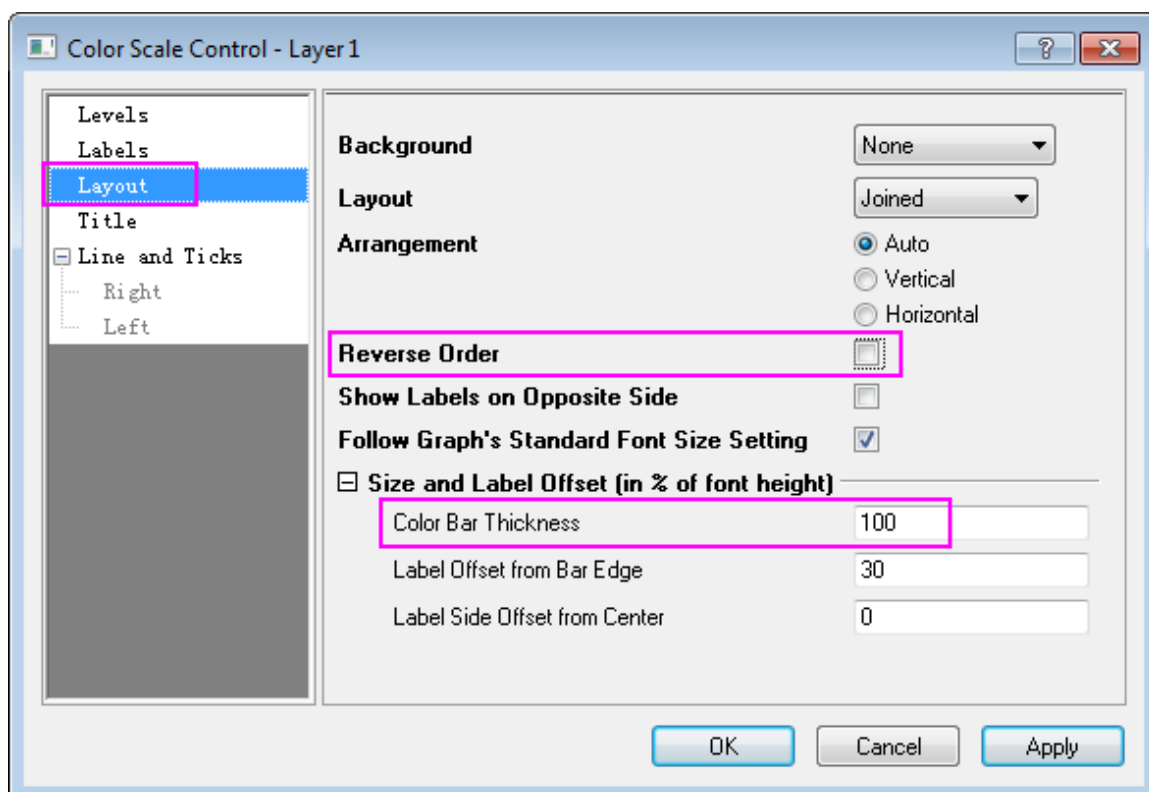 Color Scale Control - Layer 1
Levels
Labels
Layout
Title
Line and Ticks
Right
Left
Background None
Layout Joined
Arrangement Auto
Vertical
Horizontal
Reverse Order
Show Labels on Opposite Side
Follow Graph's Standard Font Size Setting
Size and Label Offset (in % of font height)
Color Bar Thickness 100
Label Offset from Bar Edge 30
Label Side Offset from Center 0
OK Cancel Apply